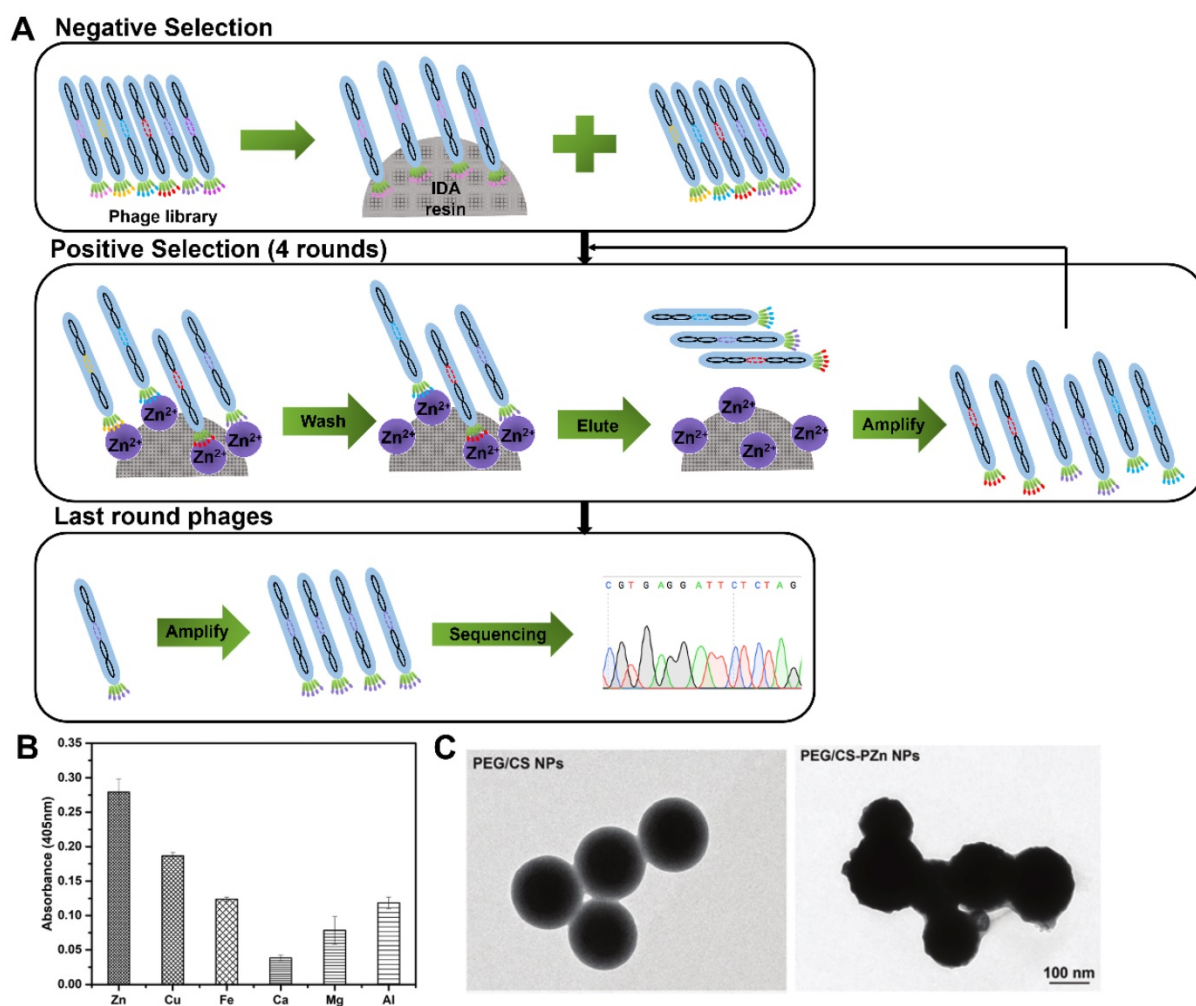 A
Negative Selection
Phage library
IDA
resin
Positive Selection (4 rounds)
Zn2+
Zn2+
Zn2+
Zn2+
Wash
Zn2+
Zn2+
Zn2+
Zn2+
Elute
Zn2+
Zn2+
Zn2+
Zn2+
Amplify
Last round phages
Amplify
Sequencing
C G T G A G G A T T C T C T A G
B
Absorbance (405nm)
0.35
0.30
0.25
0.20
0.15
0.10
0.05
0.00
Zn Cu Fe Ca Mg Al
C
PEG/CS NPs
PEG/CS-PZn NPs
100 nm